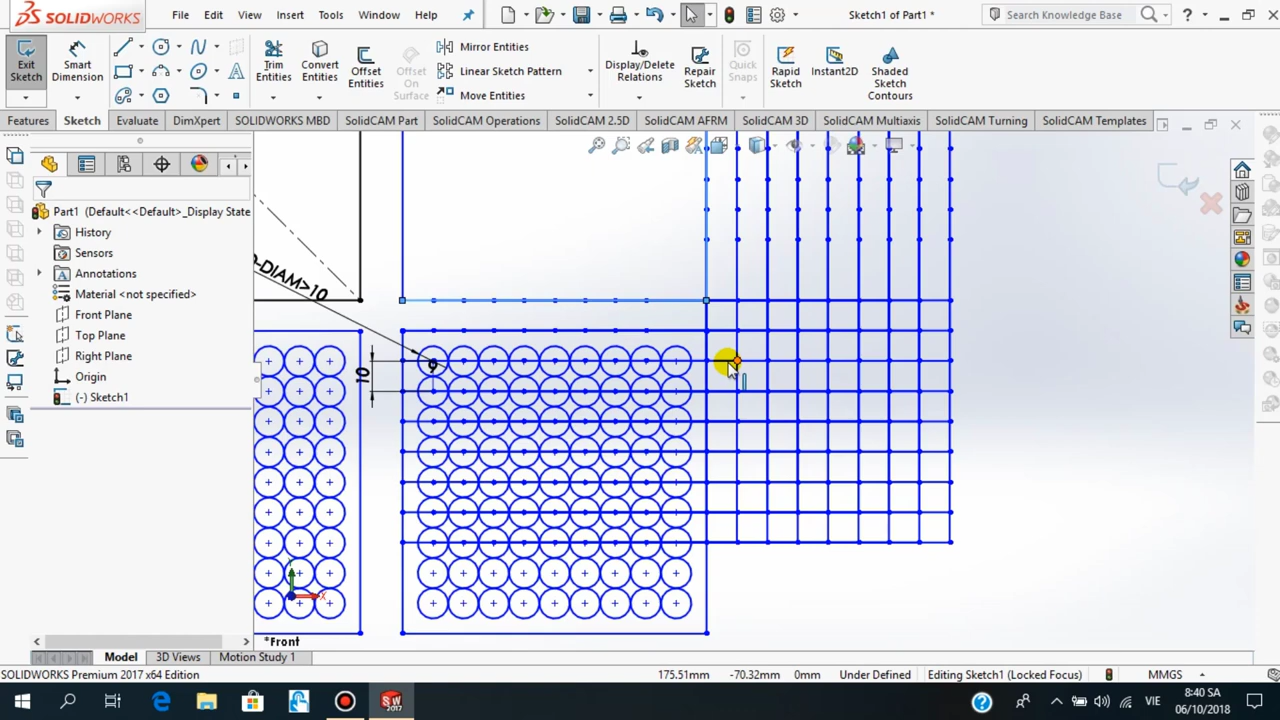 SOLIDWORKS File Edit View Insert Tools Window Help Sketch1 of Part1 * Search Knowledge Base ?
Exit Sketch
Smart Dimension
Trim Entities
Convert Entities
Offset Entities
Offset On Surface
Mirror Entities
Linear Sketch Pattern
Move Entities
Display/Delete Relations
Repair Sketch
Quick Snaps
Rapid Sketch
Instant2D
Shaded Sketch Contours
Features Sketch Evaluate DimXpert SOLIDWORKS MBD SolidCAM Part SolidCAM Operations SolidCAM 2.5D SolidCAM AFRM SolidCAM 3D SolidCAM Multiaxis SolidCAM Turning SolidCAM Templates
Part1 (Default<<Default>_Display State
History
Sensors
Annotations
Material <not specified>
Front Plane
Top Plane
Right Plane
Origin
(-) Sketch1
-DIAM>10
9
10
Y
X
*Front
Model 3D Views Motion Study 1
SOLIDWORKS Premium 2017 x64 Edition 175.51mm -70.32mm 0mm Under Defined Editing Sketch1 (Locked Focus) MMGS
SW 2017
VIE
8:40 SA
06/10/2018